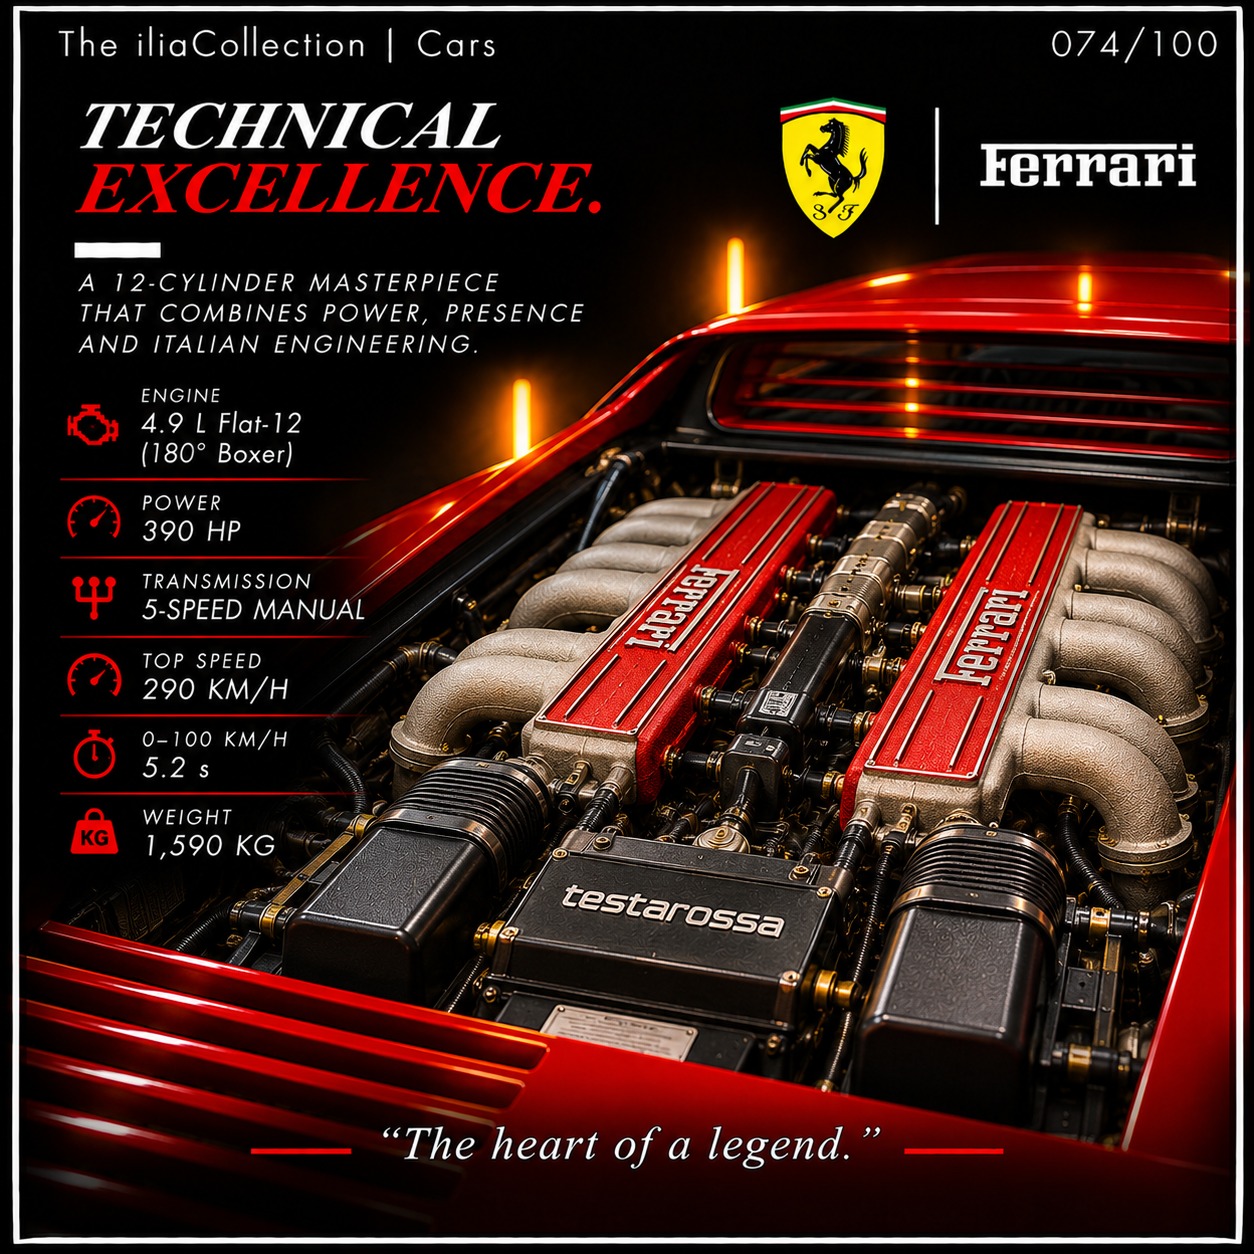 The iliaCollection | Cars
074/100
TECHNICAL
EXCELLENCE.
S F
Ferrari
A 12-CYLINDER MASTERPIECE
THAT COMBINES POWER, PRESENCE
AND ITALIAN ENGINEERING.
ENGINE
4.9 L Flat-12
(180° Boxer)
POWER
390 HP
TRANSMISSION
5-SPEED MANUAL
TOP SPEED
290 KM/H
0–100 KM/H
5.2 s
KG
WEIGHT
1,590 KG
Ferrari
Ferrari
testarossa
“The heart of a legend.”